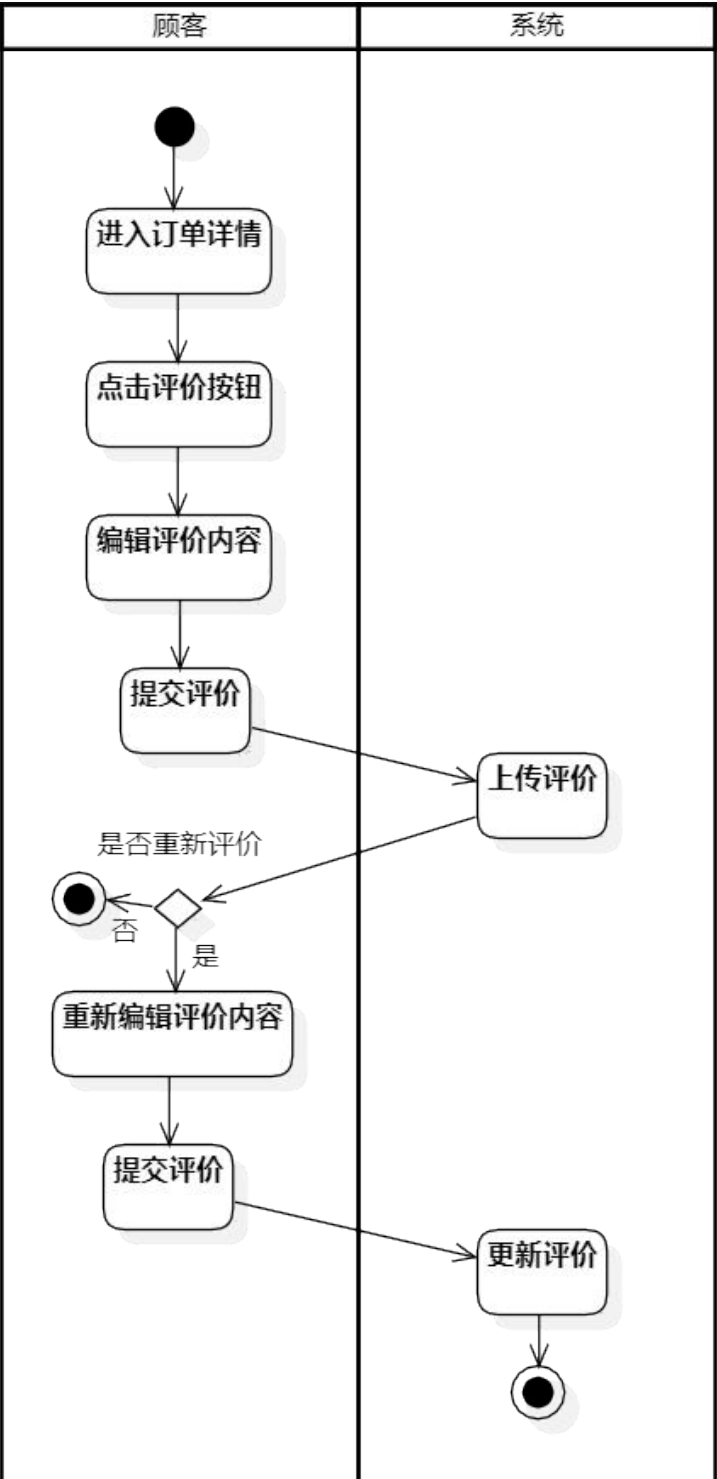 顾客
系统
进入订单详情
点击评价按钮
编辑评价内容
提交评价
上传评价
是否重新评价
否
是
重新编辑评价内容
提交评价
更新评价